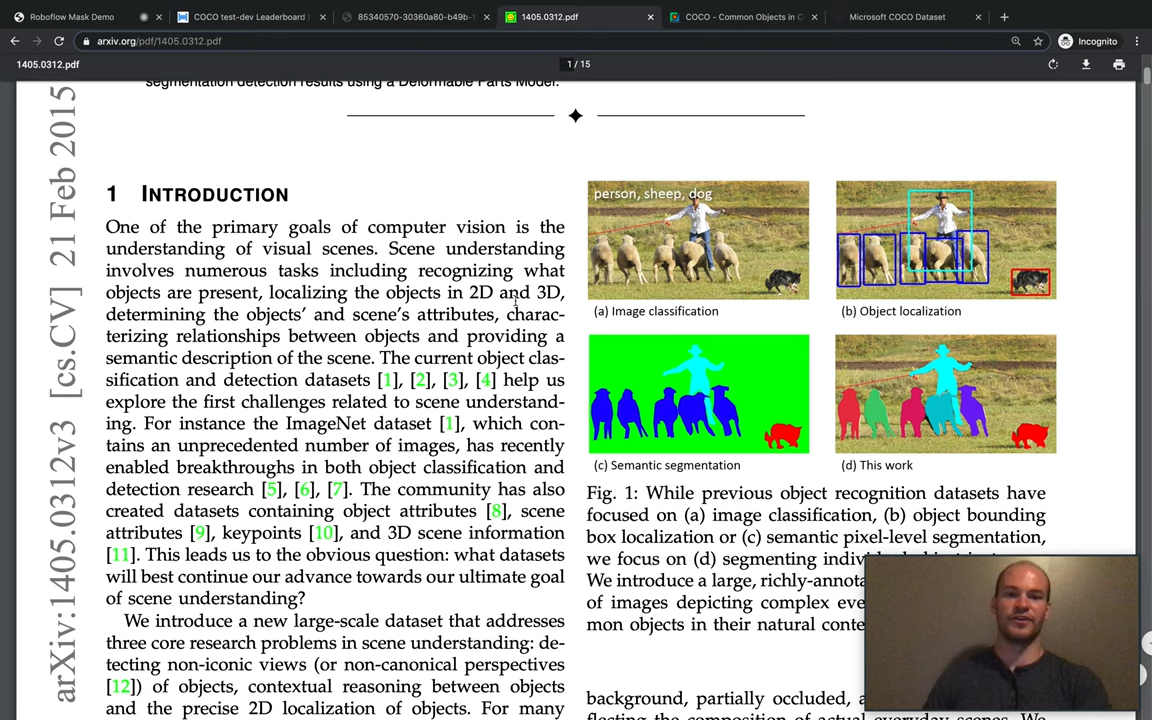 Roboflow Mask Demo
COCO test-dev Leaderboard
85340570-30360a80-b49b-1
1405.0312.pdf
COCO - Common Objects in C
Microsoft COCO Dataset
arxiv.org/pdf/1405.0312.pdf
Incognito
1405.0312.pdf
1 / 15
segmentation detection results using a Deformable Parts Model.
arXiv:1405.0312v3 [cs.CV] 21 Feb 2015
1 INTRODUCTION
One of the primary goals of computer vision is the
understanding of visual scenes. Scene understanding
involves numerous tasks including recognizing what
objects are present, localizing the objects in 2D and 3D,
determining the objects' and scene's attributes, charac-
terizing relationships between objects and providing a
semantic description of the scene. The current object clas-
sification and detection datasets [1], [2], [3], [4] help us
explore the first challenges related to scene understand-
ing. For instance the ImageNet dataset [1], which con-
tains an unprecedented number of images, has recently
enabled breakthroughs in both object classification and
detection research [5], [6], [7]. The community has also
created datasets containing object attributes [8], scene
attributes [9], keypoints [10], and 3D scene information
[11]. This leads us to the obvious question: what datasets
will best continue our advance towards our ultimate goal
of scene understanding?
We introduce a new large-scale dataset that addresses
three core research problems in scene understanding: de-
tecting non-iconic views (or non-canonical perspectives
[12]) of objects, contextual reasoning between objects
and the precise 2D localization of objects. For many
person, sheep, dog
(a) Image classification
(b) Object localization
(c) Semantic segmentation
(d) This work
Fig. 1: While previous object recognition datasets have
focused on (a) image classification, (b) object bounding
box localization or (c) semantic pixel-level segmentation,
we focus on (d) segmenting
We introduce a large, richly-annota
of images depicting complex eve
mon objects in their natural conte
background, partially occluded,
flecting the composition of actual everyday scenes. We